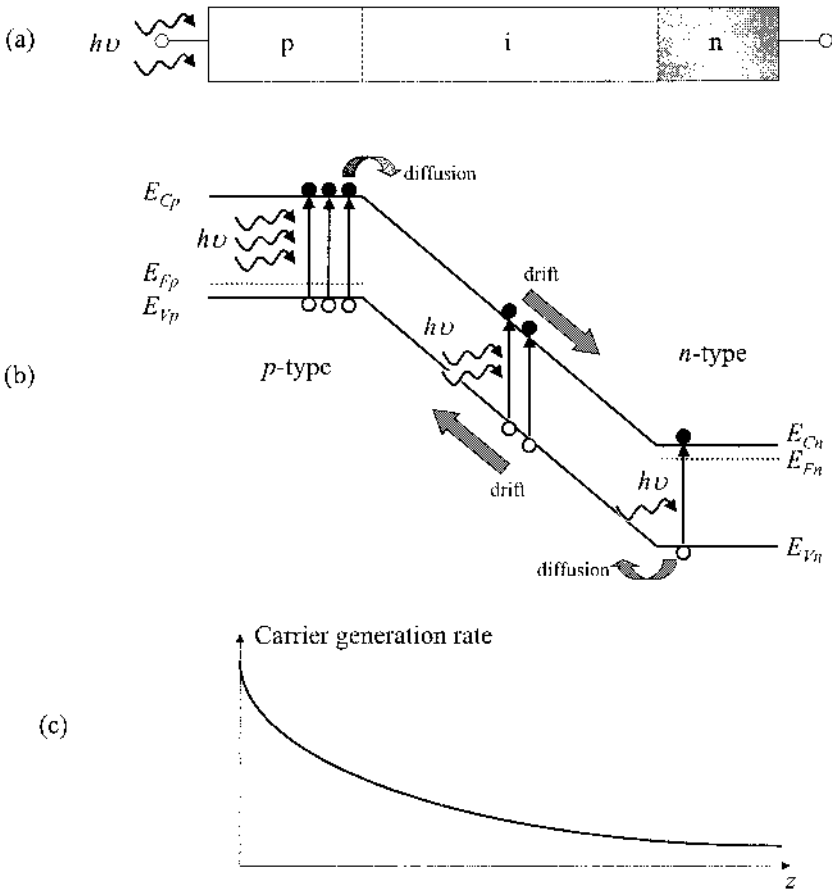 (a)
hυ
p
i
n
diffusion
E_Cp
hυ
E_Fp
E_Vp
drift
hυ
(b)
p-type
n-type
drift
E_Cn
E_Fn
hυ
E_Vn
diffusion
Carrier generation rate
(c)
z